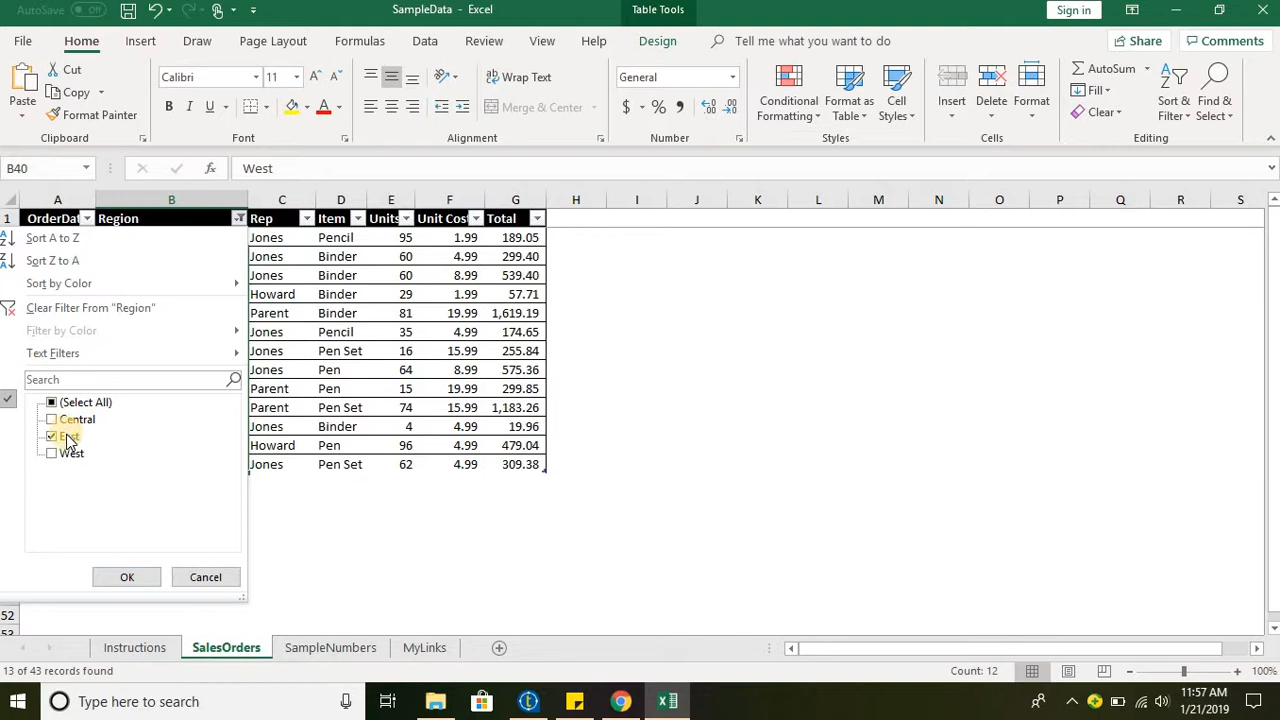 AutoSave Off SampleData - Excel Table Tools Sign in
File Home Insert Draw Page Layout Formulas Data Review View Help Design Tell me what you want to do Share Comments
Paste Cut Copy Format Painter
Clipboard
Calibri 11
B I U A
Font
Wrap Text
Merge & Center
Alignment
General
$ % ,
Number
Conditional Formatting Format as Table Cell Styles
Styles
Insert Delete Format
Cells
AutoSum Fill Clear Sort & Filter Find & Select
Editing
B40 fx West
A B C D E F G H I J K L M N O P Q R S
1 OrderDat Region Rep Item Units Unit Cost Total
Jones Pencil 95 1.99 189.05
Jones Binder 60 4.99 299.40
Jones Binder 60 8.99 539.40
Howard Binder 29 1.99 57.71
Parent Binder 81 19.99 1,619.19
Jones Pencil 35 4.99 174.65
Jones Pen Set 16 15.99 255.84
Jones Pen 64 8.99 575.36
Parent Pen 15 19.99 299.85
Parent Pen Set 74 15.99 1,183.26
Jones Binder 4 4.99 19.96
Howard Pen 96 4.99 479.04
Jones Pen Set 62 4.99 309.38
Sort A to Z
Sort Z to A
Sort by Color
Clear Filter From "Region"
Filter by Color
Text Filters
Search
(Select All)
Central
East
West
OK Cancel
52
53
Instructions SalesOrders SampleNumbers MyLinks
13 of 43 records found Count: 12 100%
Type here to search
11:57 AM
1/21/2019